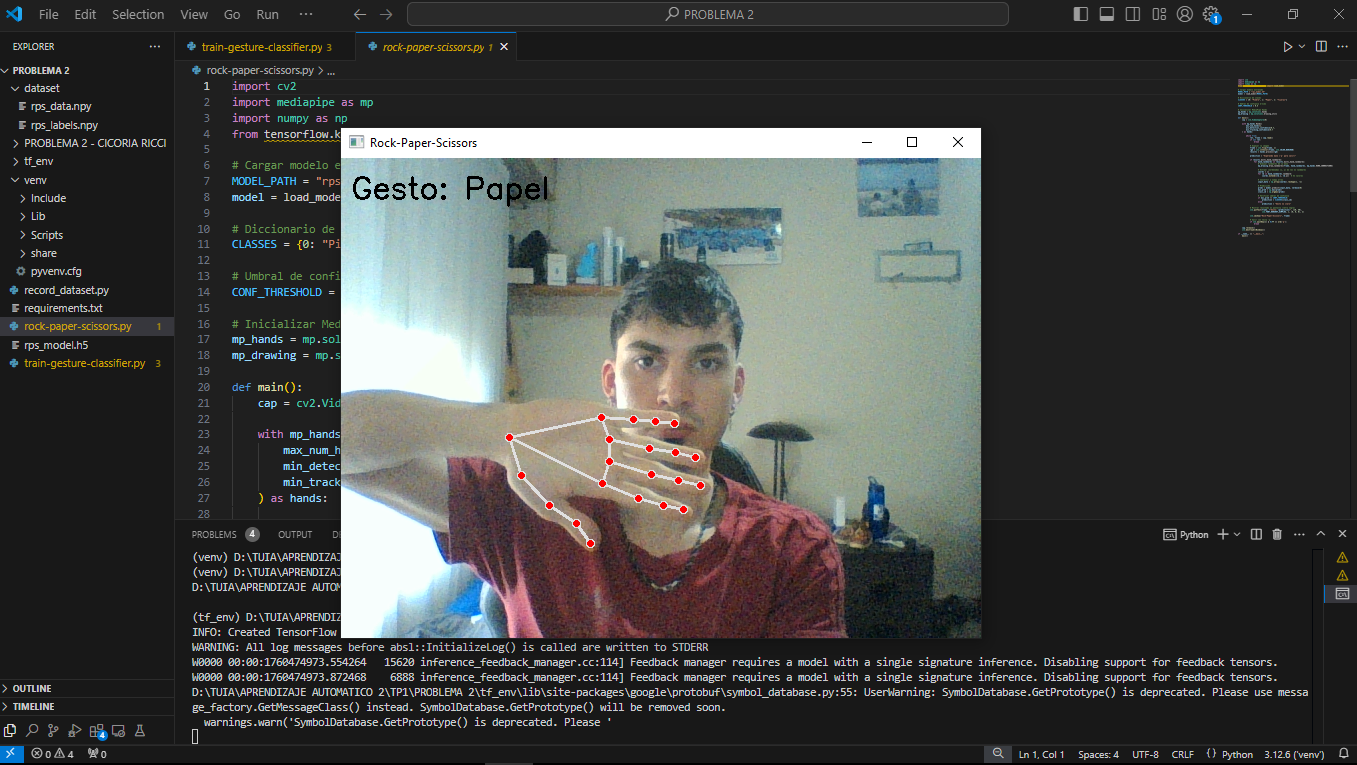 File Edit Selection View Go Run ··· PROBLEMA 2
EXPLORER ···
PROBLEMA 2
dataset
rps_data.npy
rps_labels.npy
PROBLEMA 2 - CICORIA RICCI
tf_env
venv
Include
Lib
Scripts
share
pyvenv.cfg
record_dataset.py
requirements.txt
rock-paper-scissors.py 1
rps_model.h5
train-gesture-classifier.py 3
OUTLINE
TIMELINE
train-gesture-classifier.py 3 rock-paper-scissors.py 1
rock-paper-scissors.py > ...
1 import cv2
2 import mediapipe as mp
3 import numpy as np
4 from tensorflow.k
5
6 # Cargar modelo e
7 MODEL_PATH = "rps
8 model = load_mode
9
10 # Diccionario de
11 CLASSES = {0: "Pi
12
13 # Umbral de confi
14 CONF_THRESHOLD =
15
16 # Inicializar Med
17 mp_hands = mp.sol
18 mp_drawing = mp.s
19
20 def main():
21 cap = cv2.Vid
22
23 with mp_hands
24 max_num_h
25 min_detec
26 min_track
27 ) as hands:
28
Rock-Paper-Scissors
Gesto: Papel
PROBLEMS 4 OUTPUT DE
Python
(venv) D:\TUIA\APRENDIZAJ
(venv) D:\TUIA\APRENDIZAJ
D:\TUIA\APRENDIZAJE AUTOM
(tf_env) D:\TUIA\APRENDIZ
INFO: Created TensorFlow
WARNING: All log messages before absl::InitializeLog() is called are written to STDERR
W0000 00:00:1760474973.554264 15620 inference_feedback_manager.cc:114] Feedback manager requires a model with a single signature inference. Disabling support for feedback tensors.
W0000 00:00:1760474973.872468 6888 inference_feedback_manager.cc:114] Feedback manager requires a model with a single signature inference. Disabling support for feedback tensors.
D:\TUIA\APRENDIZAJE AUTOMATICO 2\TP1\PROBLEMA 2\tf_env\lib\site-packages\google\protobuf\symbol_database.py:55: UserWarning: SymbolDatabase.GetPrototype() is deprecated. Please use messa
ge_factory.GetMessageClass() instead. SymbolDatabase.GetPrototype() will be removed soon.
warnings.warn('SymbolDatabase.GetPrototype() is deprecated. Please '
0 4 0 Ln 1, Col 1 Spaces: 4 UTF-8 CRLF Python 3.12.6 ('venv')